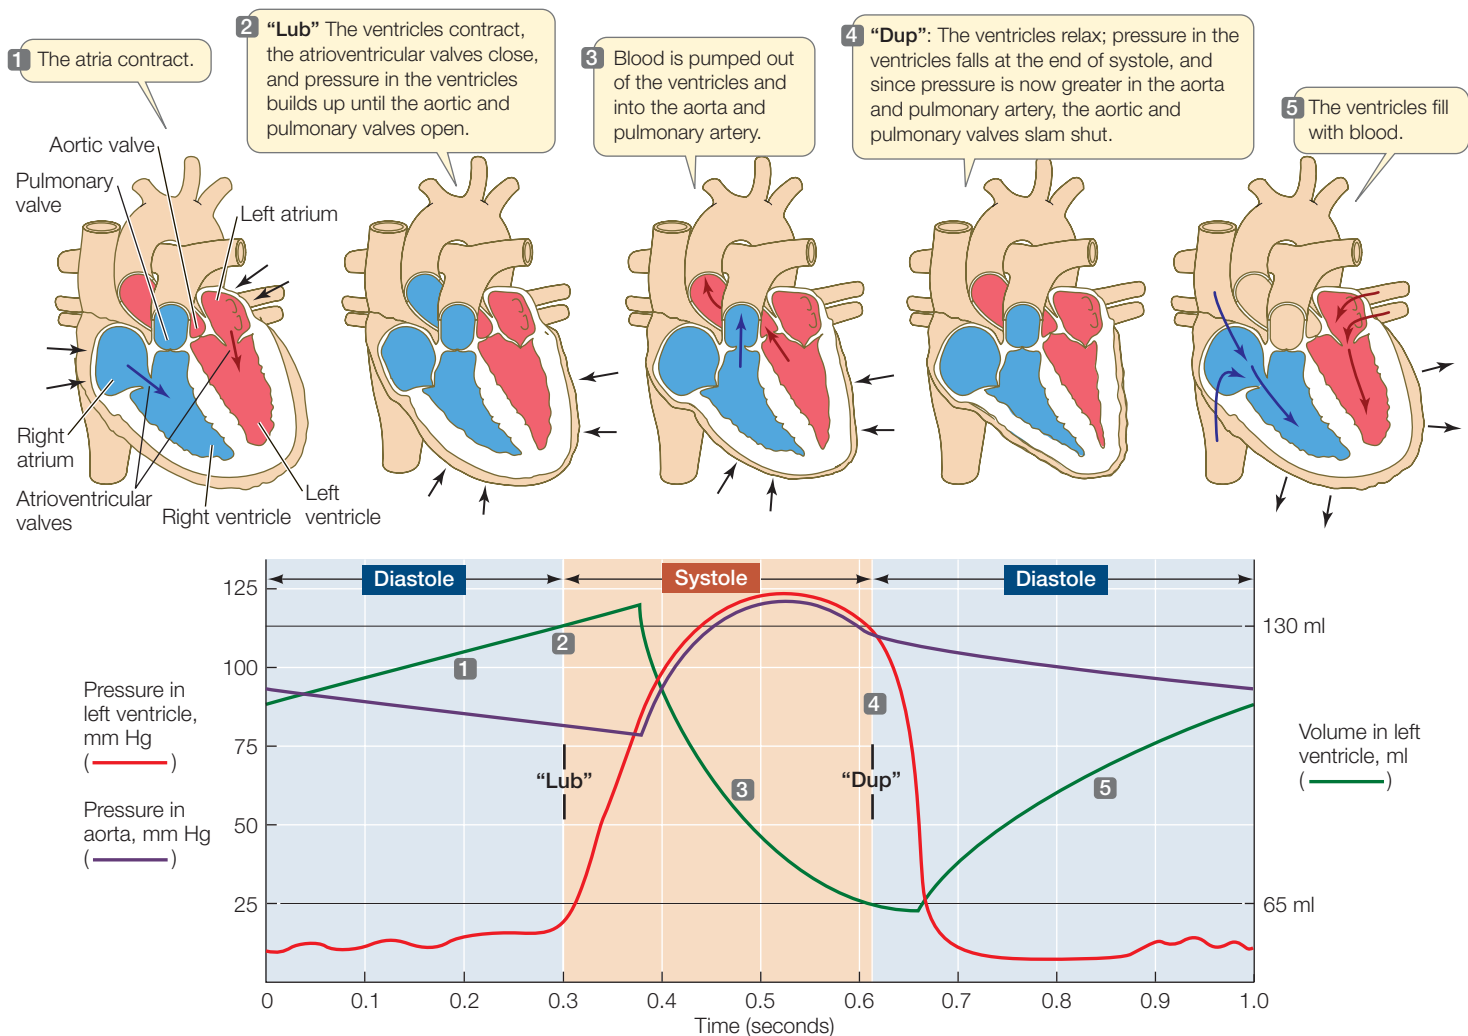 1 The atria contract.
2 “Lub” The ventricles contract,
the atrioventricular valves close,
and pressure in the ventricles
builds up until the aortic and
pulmonary valves open.
3 Blood is pumped out
of the ventricles and
into the aorta and
pulmonary artery.
4 “Dup”: The ventricles relax; pressure in the
ventricles falls at the end of systole, and
since pressure is now greater in the aorta
and pulmonary artery, the aortic and
pulmonary valves slam shut.
5 The ventricles fill
with blood.
Aortic valve
Pulmonary
valve
Left atrium
Right
atrium
Atrioventricular
valves
Right ventricle
Left
ventricle
Diastole
Systole
Diastole
125
100
75
50
25
130 ml
65 ml
Pressure in
left ventricle,
mm Hg
( )
Pressure in
aorta, mm Hg
( )
Volume in left
ventricle, ml
( )
1
2
3
4
5
“Lub”
“Dup”
0 0.1 0.2 0.3 0.4 0.5 0.6 0.7 0.8 0.9 1.0
Time (seconds)